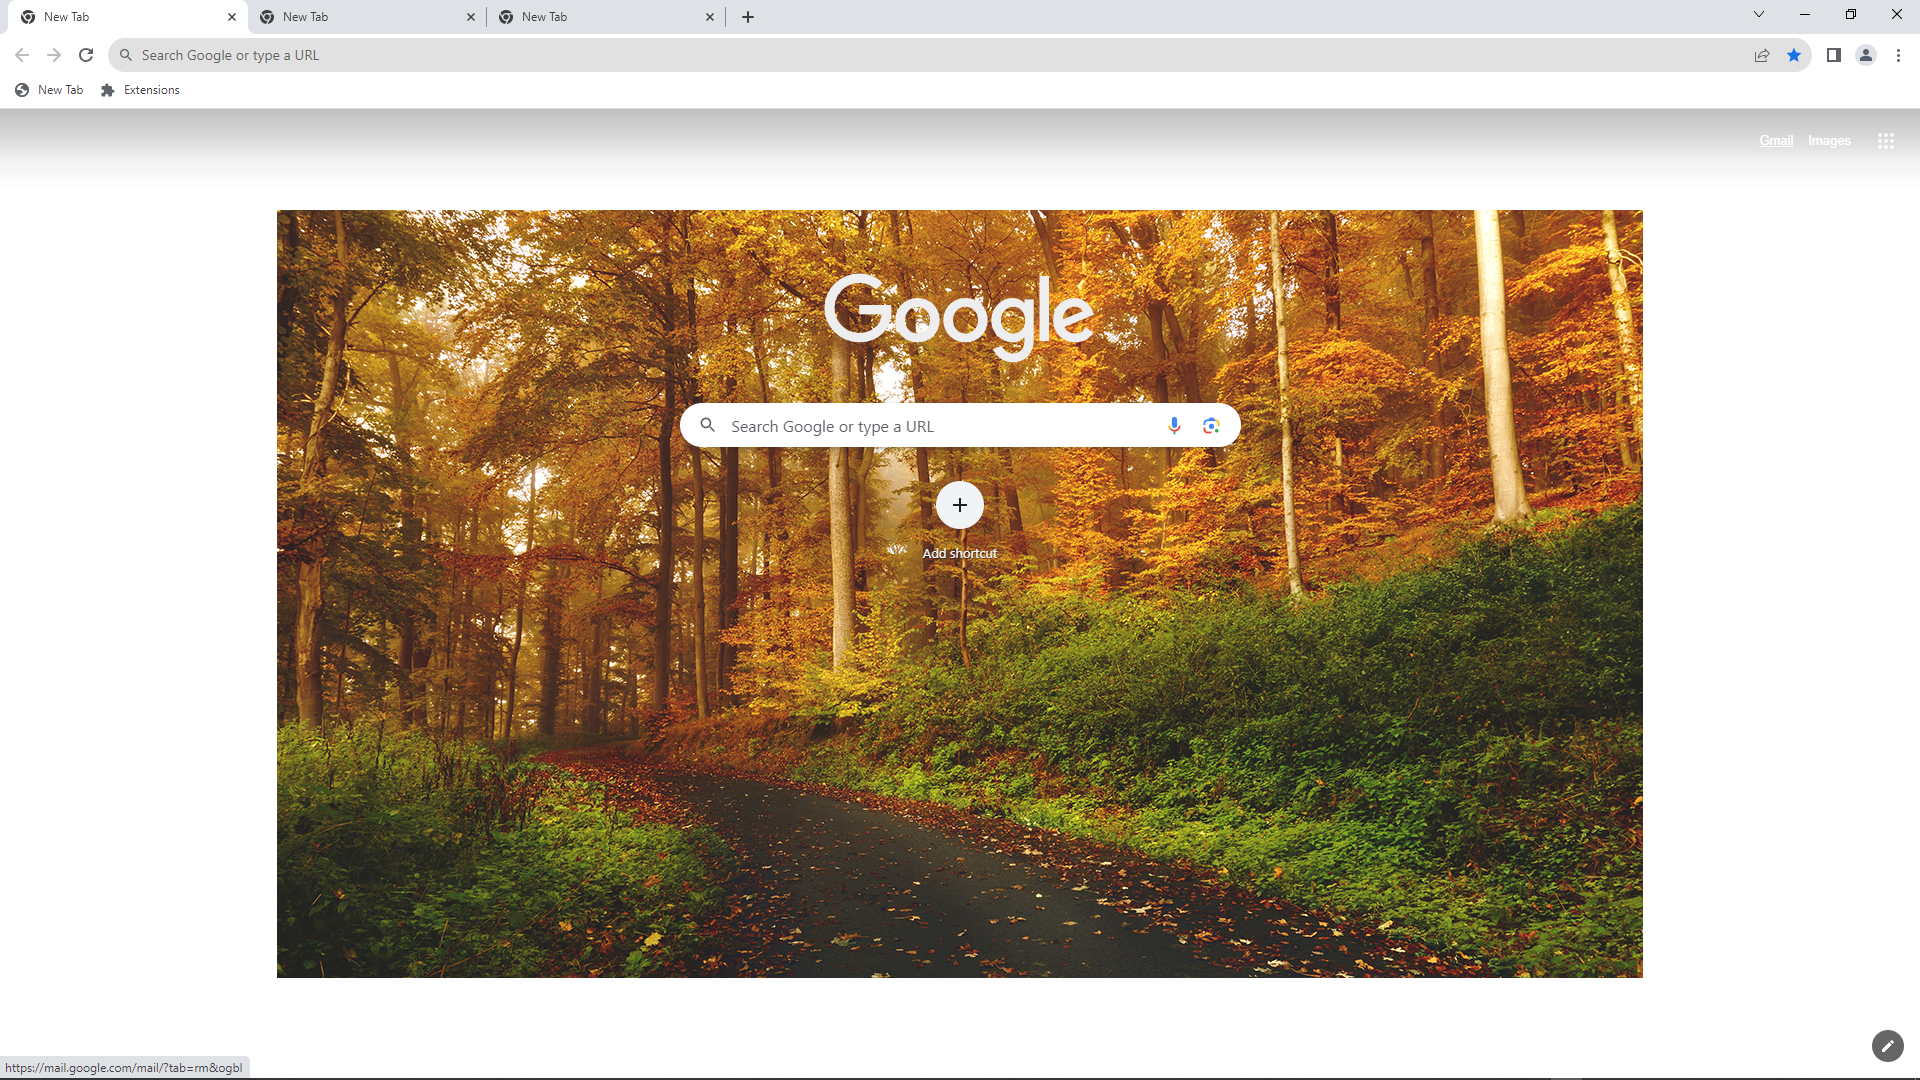 New Tab
New Tab
New Tab
Search Google or type a URL
New Tab
Extensions
Gmail
Images
Google
Search Google or type a URL
Add shortcut
https://mail.google.com/mail/?tab=rm&ogbl